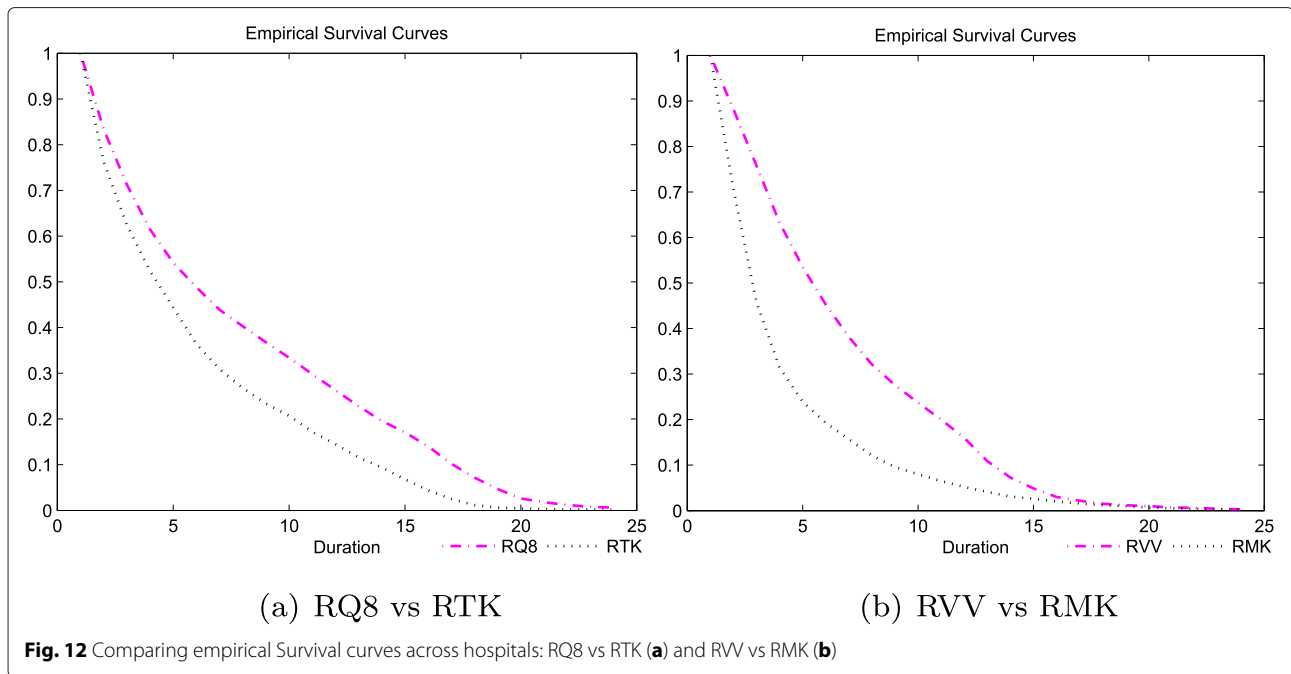 Empirical Survival Curves
1
0.9
0.8
0.7
0.6
0.5
0.4
0.3
0.2
0.1
0
0 5 10 15 20 25
Duration
RQ8 RTK
(a) RQ8 vs RTK
Empirical Survival Curves
1
0.9
0.8
0.7
0.6
0.5
0.4
0.3
0.2
0.1
0
0 5 10 15 20 25
Duration
RVV RMK
(b) RVV vs RMK
Fig. 12 Comparing empirical Survival curves across hospitals: RQ8 vs RTK (a) and RVV vs RMK (b)